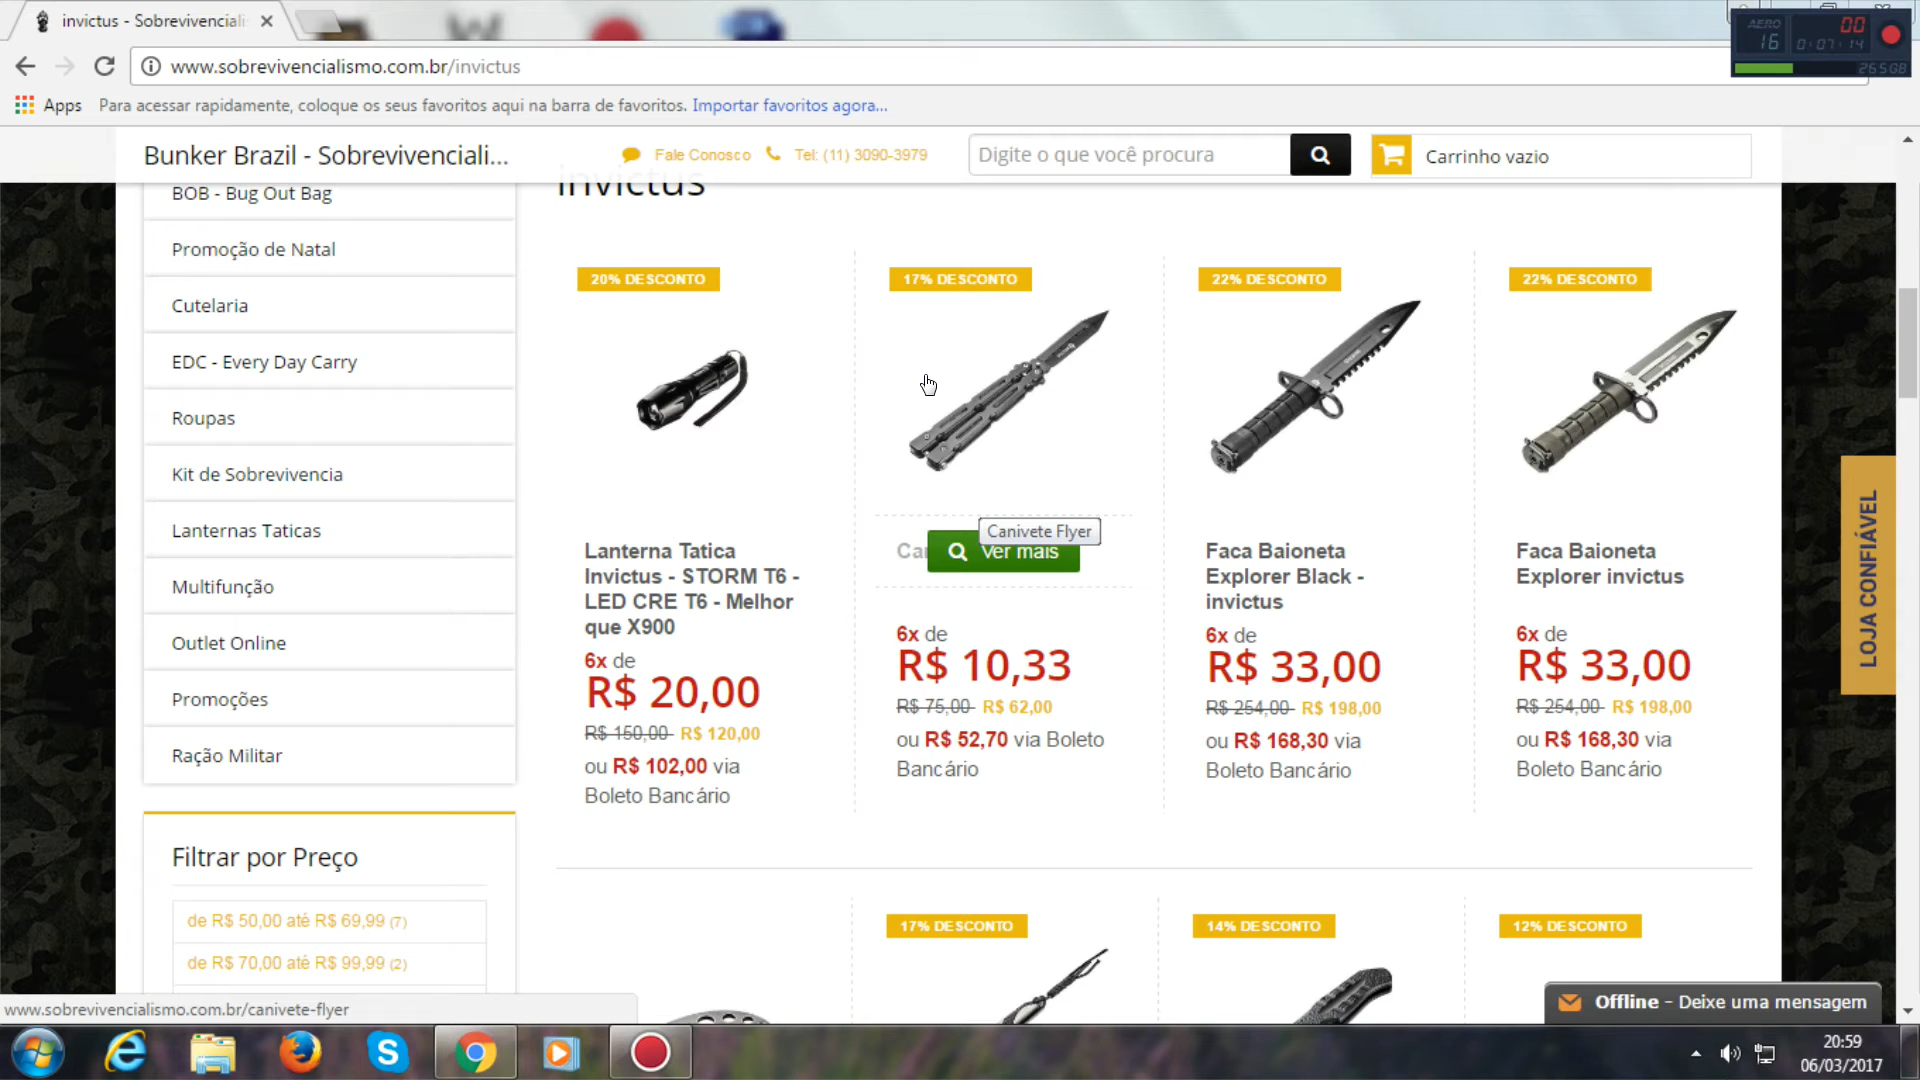 invictus - Sobrevivenciali
AERO
16
00
0:07:14
265GB
www.sobrevivencialismo.com.br/invictus
Apps
Para acessar rapidamente, coloque os seus favoritos aqui na barra de favoritos. Importar favoritos agora...
Bunker Brazil - Sobrevivenciali...
Fale Conosco
Tel: (11) 3090-3979
Digite o que você procura
Carrinho vazio
invictus
BOB - Bug Out Bag
Promoção de Natal
Cutelaria
EDC - Every Day Carry
Roupas
Kit de Sobrevivencia
Lanternas Taticas
Multifunção
Outlet Online
Promoções
Ração Militar
Filtrar por Preço
de R$ 50,00 até R$ 69,99 (7)
de R$ 70,00 até R$ 99,99 (2)
20% DESCONTO
Lanterna Tatica
Invictus - STORM T6 -
LED CRE T6 - Melhor
que X900
6x de
R$ 20,00
R$ 150,00 R$ 120,00
ou R$ 102,00 via
Boleto Bancário
17% DESCONTO
Canivete Flyer
Ca
Ver mais
6x de
R$ 10,33
R$ 75,00 R$ 62,00
ou R$ 52,70 via Boleto
Bancário
22% DESCONTO
Faca Baioneta
Explorer Black -
invictus
6x de
R$ 33,00
R$ 254,00 R$ 198,00
ou R$ 168,30 via
Boleto Bancário
22% DESCONTO
Faca Baioneta
Explorer invictus
6x de
R$ 33,00
R$ 254,00 R$ 198,00
ou R$ 168,30 via
Boleto Bancário
17% DESCONTO
14% DESCONTO
12% DESCONTO
LOJA CONFIÁVEL
Offline - Deixe uma mensagem
www.sobrevivencialismo.com.br/canivete-flyer
20:59
06/03/2017